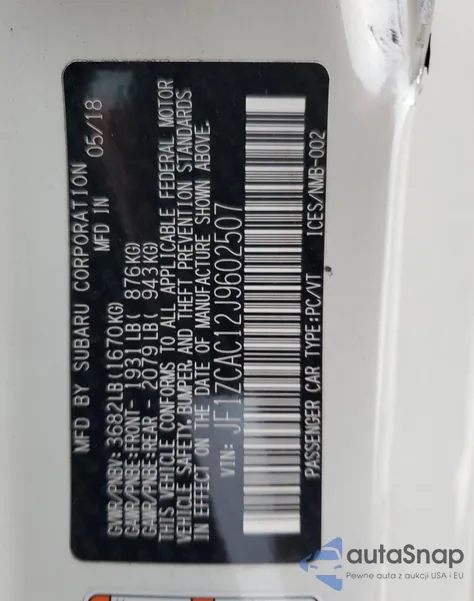 MFD BY SUBARU CORPORATION
MFD IN 05/18
GVWR/PNBV: 3682LB(1670KG)
GAWR/PNBE:FRONT- 1931LB( 876KG)
GAWR/PNBE:REAR - 2079LB( 943KG)
THIS VEHICLE CONFORMS TO ALL APPLICABLE FEDERAL MOTOR
VEHICLE SAFETY, BUMPER, AND THEFT PREVENTION STANDARDS
IN EFFECT ON THE DATE OF MANUFACTURE SHOWN ABOVE.
VIN: JF1ZCAC12J9602507
PASSENGER CAR TYPE:PC/VT ICES/NMB-002
autoSnap
Pewne auta z aukcji USA i EU